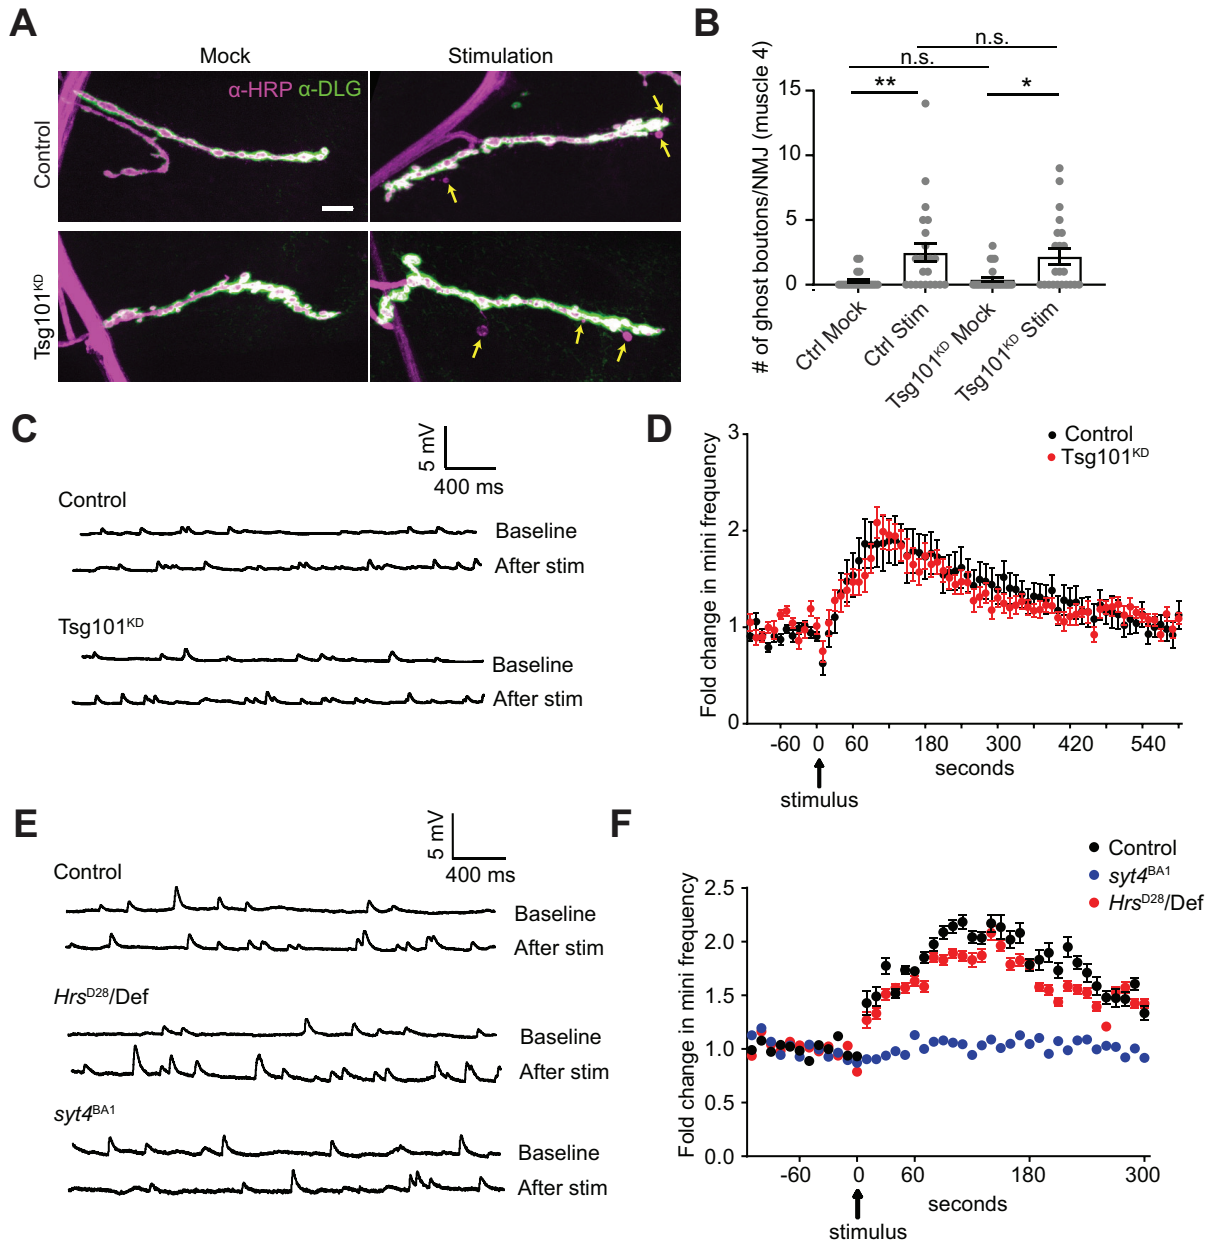 A
Mock
Stimulation
α-HRP α-DLG
Control
Tsg101KD
B
# of ghost boutons/NMJ (muscle 4)
n.s.
n.s.
**
*
15
10
5
0
Ctrl Mock
Ctrl Stim
Tsg101KD Mock
Tsg101KD Stim
C
5 mV
400 ms
Control
Baseline
After stim
Tsg101KD
Baseline
After stim
D
Control
Tsg101KD
Fold change in mini frequency
3
2
1
0
-60 0 60 180 300 420 540
seconds
stimulus
E
5 mV
400 ms
Control
Baseline
After stim
HrsD28/Def
Baseline
After stim
syt4BA1
Baseline
After stim
F
Control
syt4BA1
HrsD28/Def
Fold change in mini frequency
2.5
2.0
1.5
1.0
0.5
0.0
-60 0 60 180 300
seconds
stimulus